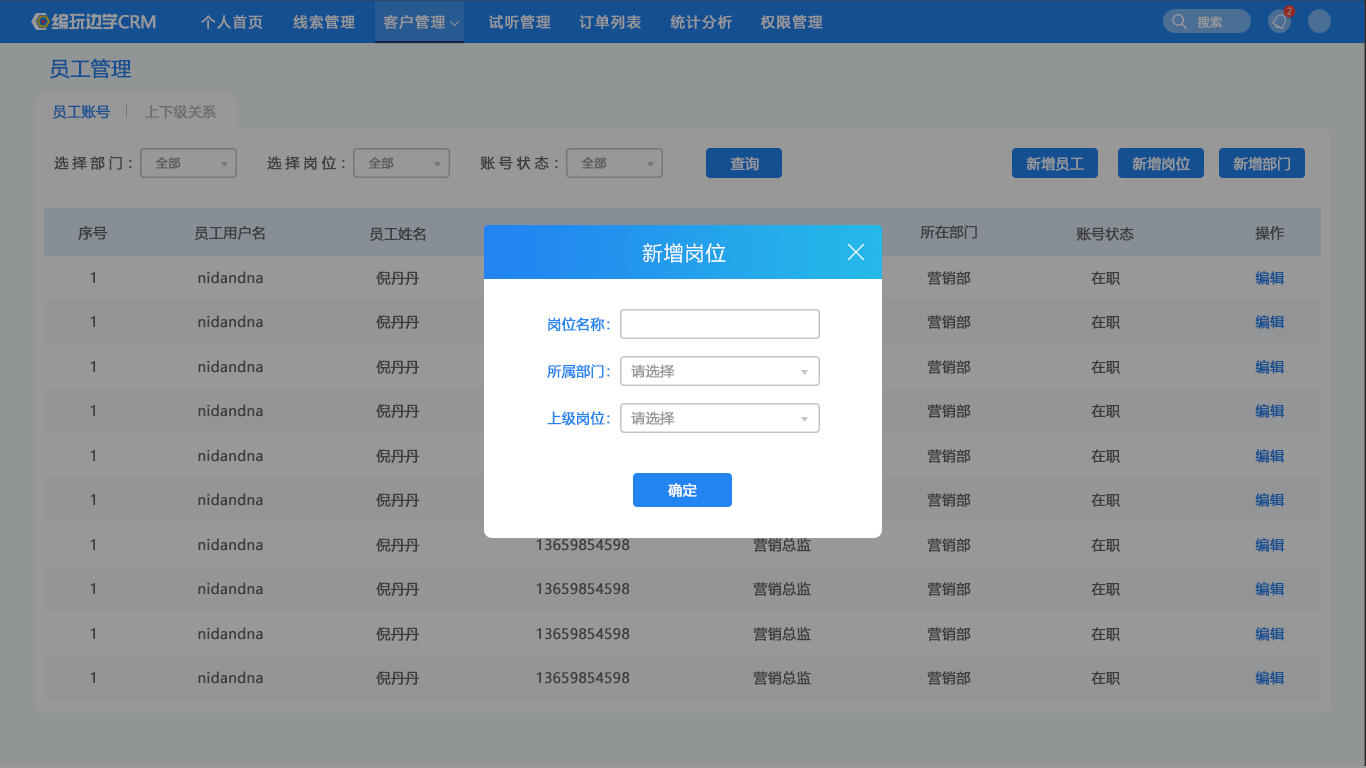 编玩边学CRM 个人首页 线索管理 客户管理 试听管理 订单列表 统计分析 权限管理 搜索 2
员工管理
员工账号 上下级关系
选择部门： 全部 选择岗位： 全部 账号状态： 全部 查询 新增员工 新增岗位 新增部门
序号 员工用户名 员工姓名 所在部门 账号状态 操作
新增岗位
1 nidandna 倪丹丹 营销部 在职 编辑
1 nidandna 倪丹丹 营销部 在职 编辑
岗位名称：
1 nidandna 倪丹丹 营销部 在职 编辑
所属部门： 请选择
1 nidandna 倪丹丹 营销部 在职 编辑
上级岗位： 请选择
1 nidandna 倪丹丹 营销部 在职 编辑
1 nidandna 倪丹丹 营销部 在职 编辑
确定
1 nidandna 倪丹丹 13659854598 营销总监 营销部 在职 编辑
1 nidandna 倪丹丹 13659854598 营销总监 营销部 在职 编辑
1 nidandna 倪丹丹 13659854598 营销总监 营销部 在职 编辑
1 nidandna 倪丹丹 13659854598 营销总监 营销部 在职 编辑